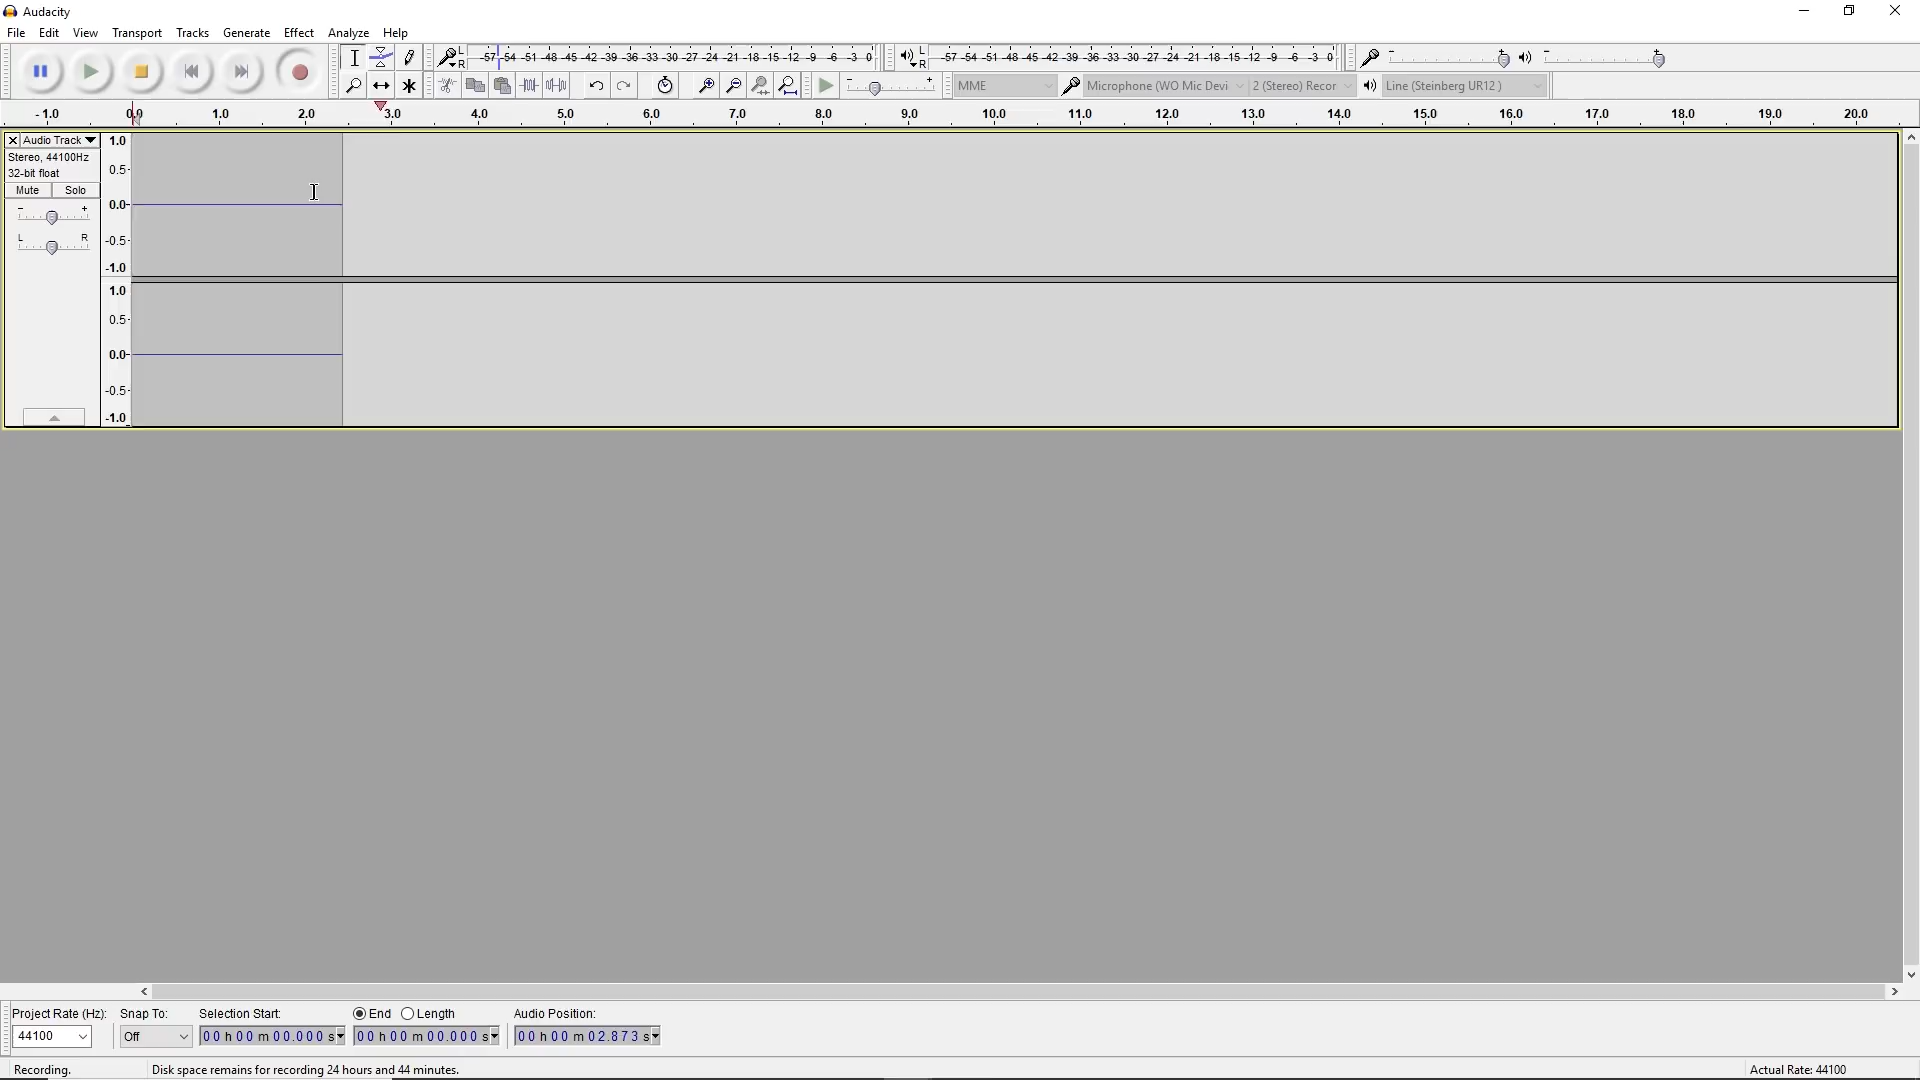 Audacity
File Edit View Transport Tracks Generate Effect Analyze Help
L R -57 -54 -51 -48 -45 -42 -39 -36 -33 -30 -27 -24 -21 -18 -15 -12 -9 -6 -3 0 L R -57 -54 -51 -48 -45 -42 -39 -36 -33 -30 -27 -24 -21 -18 -15 -12 -9 -6 -3 0 - + - +
- + MME Microphone (WO Mic Devi 2 (Stereo) Recor Line (Steinberg UR12 )
-1.0 0.0 1.0 2.0 3.0 4.0 5.0 6.0 7.0 8.0 9.0 10.0 11.0 12.0 13.0 14.0 15.0 16.0 17.0 18.0 19.0 20.0
X Audio Track 1.0
Stereo, 44100Hz
0.5-
32-bit float
Mute Solo
- + 0.0-
L R -0.5-
-1.0
1.0
0.5-
0.0-
-0.5-
-1.0
Project Rate (Hz): Snap To: Selection Start: End Length Audio Position:
44100 Off 00 h 00 m 00.000 s 00 h 00 m 00.000 s 00 h 00 m 02.873 s
Recording. Disk space remains for recording 24 hours and 44 minutes. Actual Rate: 44100